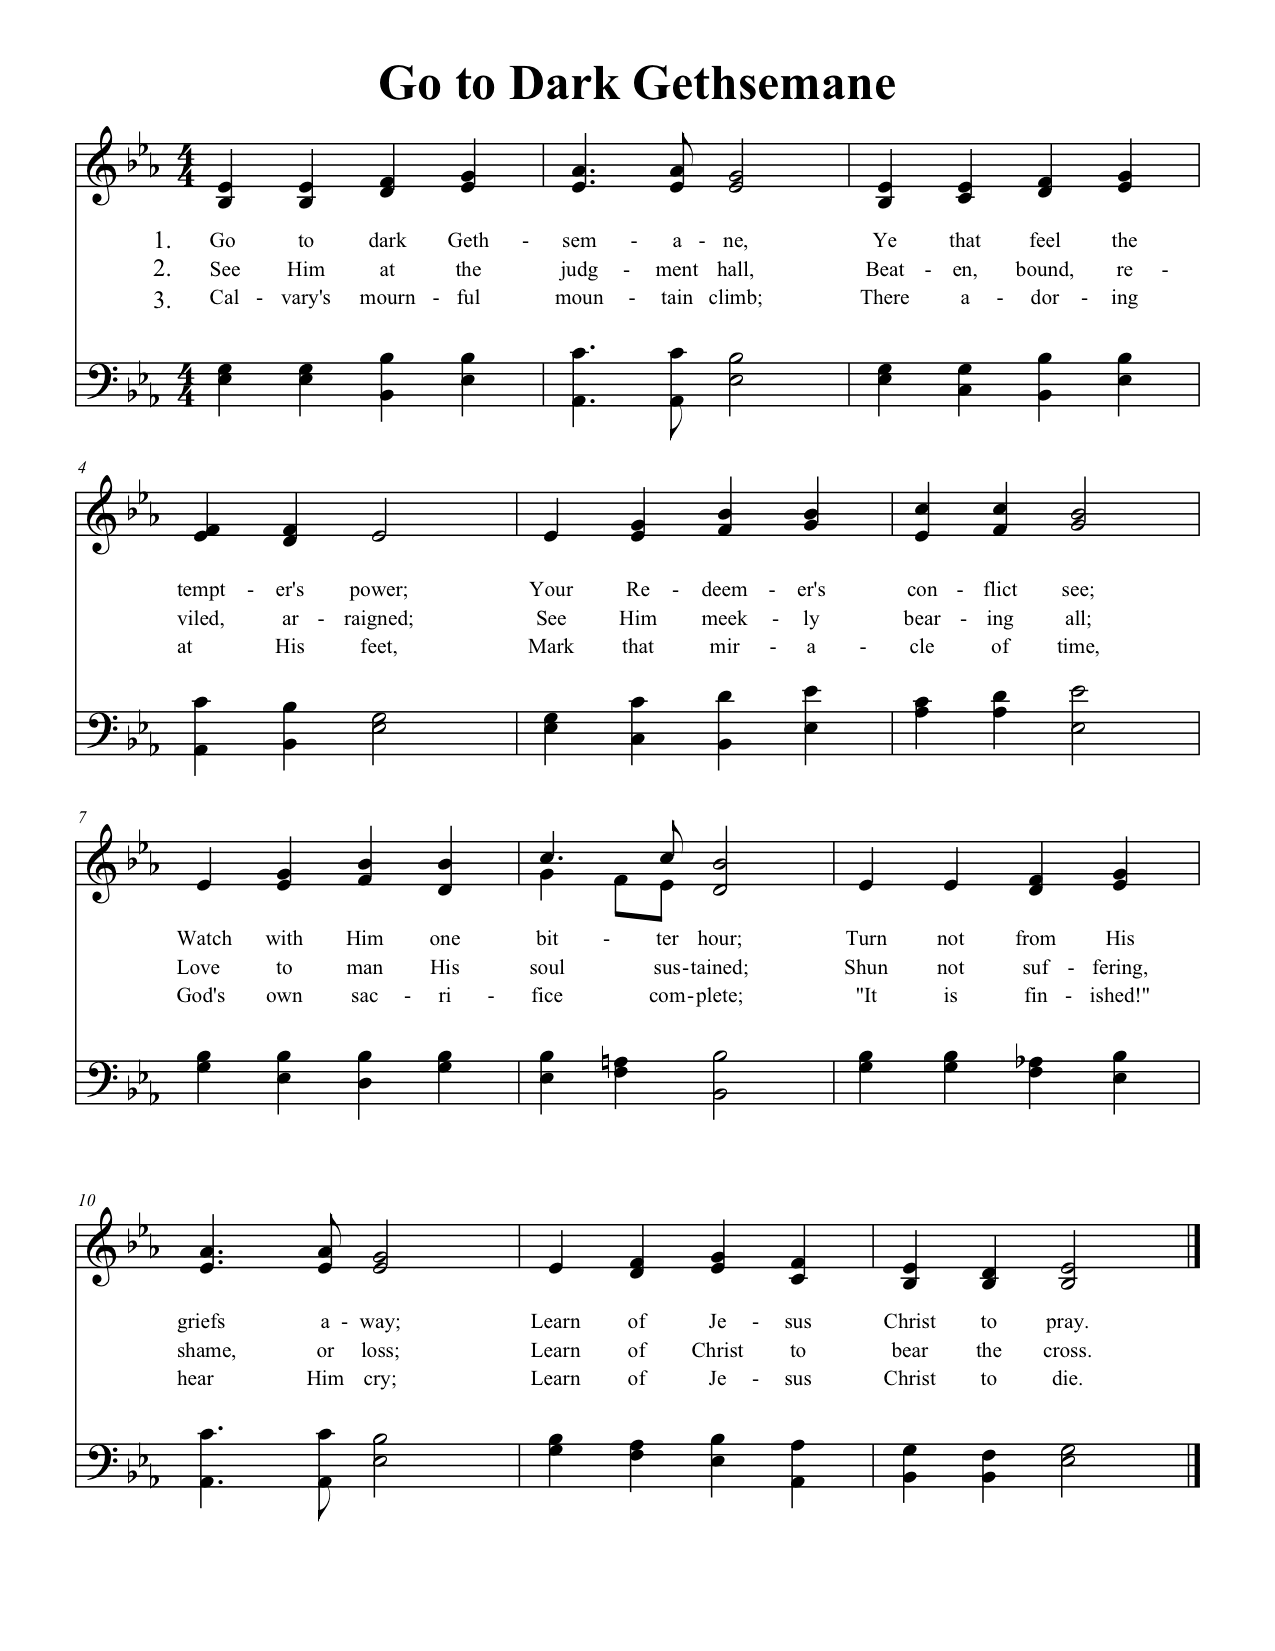 Go to Dark Gethsemane
4
4
1. Go to dark Geth - sem - a - ne, Ye that feel the
2. See Him at the judg - ment hall, Beat - en, bound, re -
3. Cal - vary's mourn - ful moun - tain climb; There a - dor - ing
4
4
4
tempt - er's power; Your Re - deem - er's con - flict see;
viled, ar - raigned; See Him meek - ly bear - ing all;
at His feet, Mark that mir - a - cle of time,
7
Watch with Him one bit - ter hour; Turn not from His
Love to man His soul sus - tained; Shun not suf - fering,
God's own sac - ri - fice com - plete; "It is fin - ished!"
10
griefs a - way; Learn of Je - sus Christ to pray.
shame, or loss; Learn of Christ to bear the cross.
hear Him cry; Learn of Je - sus Christ to die.